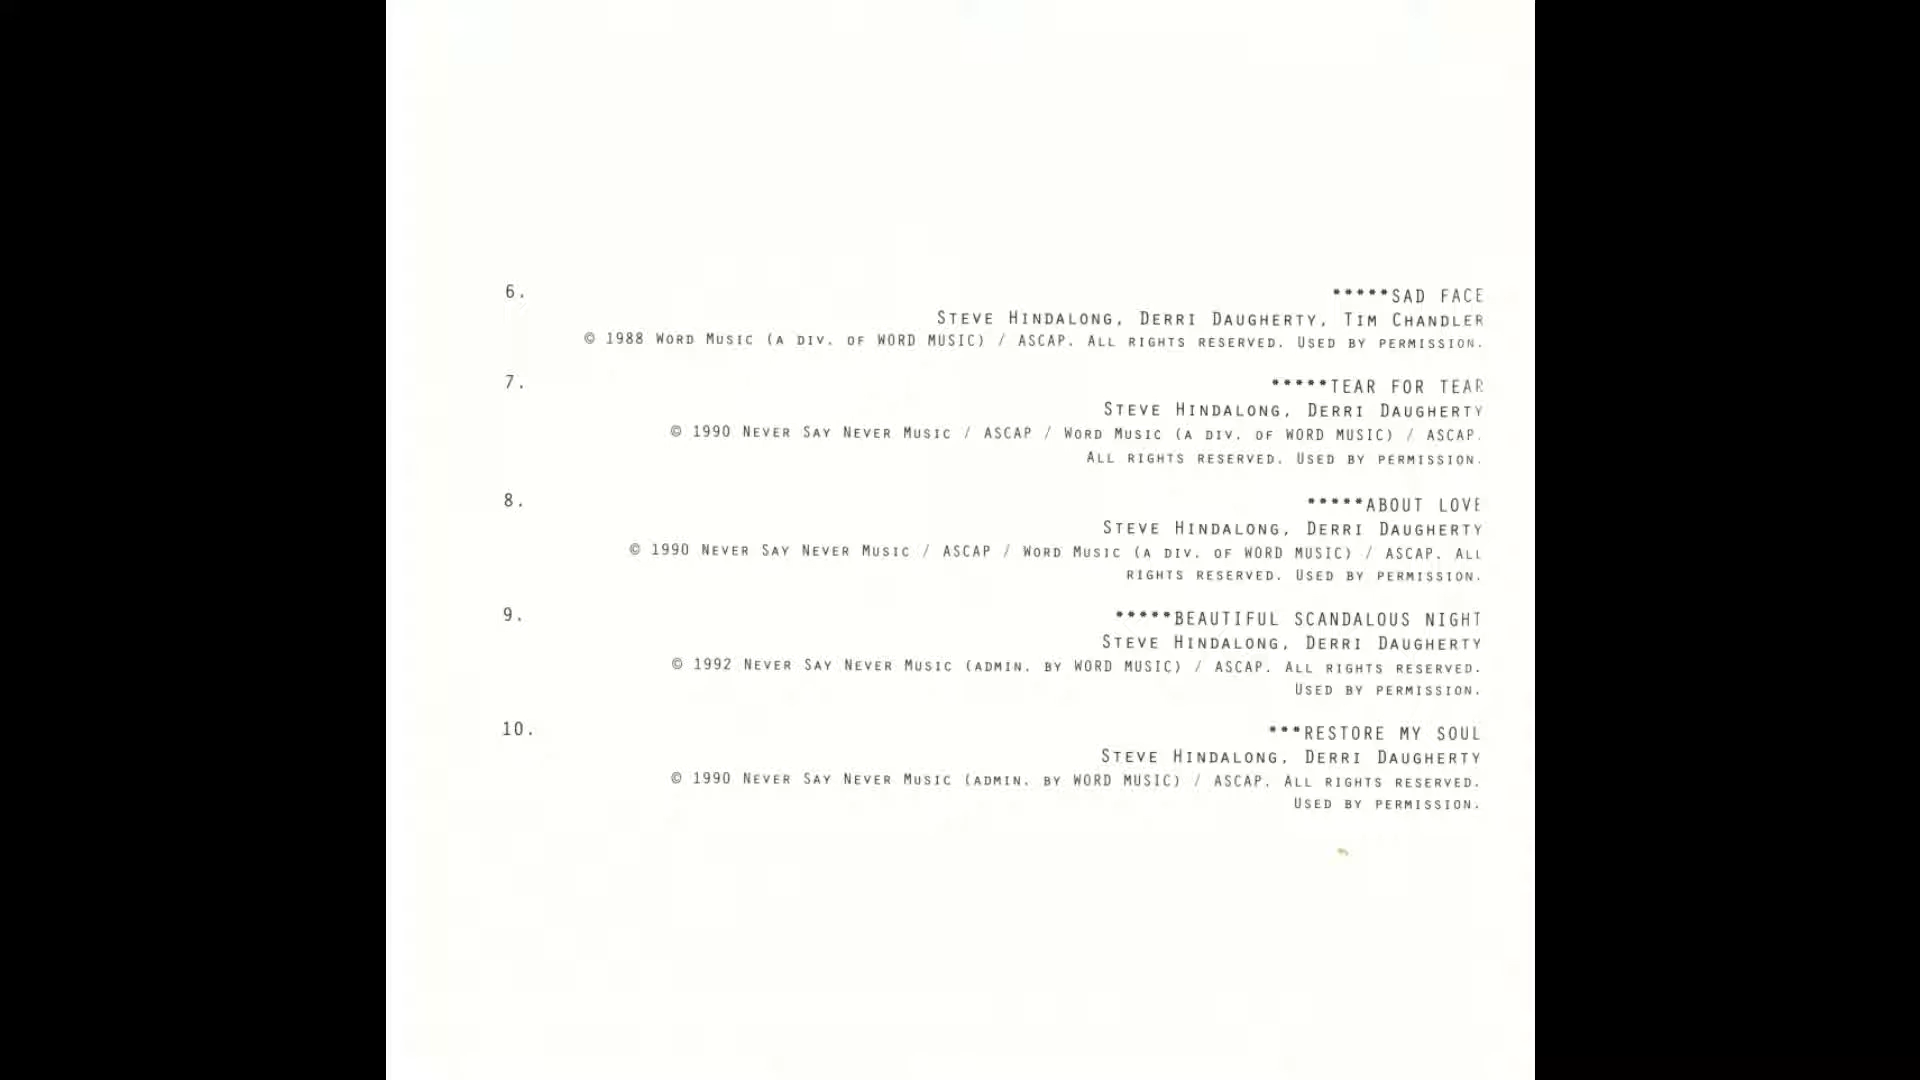 6. *****SAD FACE
STEVE HINDALONG, DERRI DAUGHERTY, TIM CHANDLER
© 1988 WORD MUSIC (A DIV. OF WORD MUSIC) / ASCAP. ALL RIGHTS RESERVED. USED BY PERMISSION.
7. *****TEAR FOR TEAR
STEVE HINDALONG, DERRI DAUGHERTY
© 1990 NEVER SAY NEVER MUSIC / ASCAP / WORD MUSIC (A DIV. OF WORD MUSIC) / ASCAP.
ALL RIGHTS RESERVED. USED BY PERMISSION.
8. *****ABOUT LOVE
STEVE HINDALONG, DERRI DAUGHERTY
© 1990 NEVER SAY NEVER MUSIC / ASCAP / WORD MUSIC (A DIV. OF WORD MUSIC) / ASCAP. ALL
RIGHTS RESERVED. USED BY PERMISSION.
9. *****BEAUTIFUL SCANDALOUS NIGHT
STEVE HINDALONG, DERRI DAUGHERTY
© 1992 NEVER SAY NEVER MUSIC (ADMIN. BY WORD MUSIC) / ASCAP. ALL RIGHTS RESERVED.
USED BY PERMISSION.
10. ***RESTORE MY SOUL
STEVE HINDALONG, DERRI DAUGHERTY
© 1990 NEVER SAY NEVER MUSIC (ADMIN. BY WORD MUSIC) / ASCAP. ALL RIGHTS RESERVED.
USED BY PERMISSION.